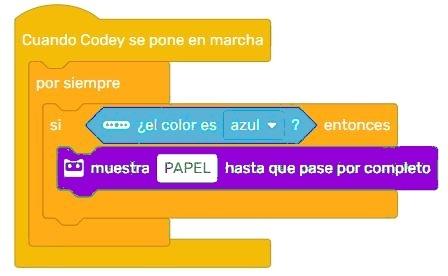 Cuando Codey se pone en marcha
por siempre
si ¿el color es azul ? entonces
muestra PAPEL hasta que pase por completo